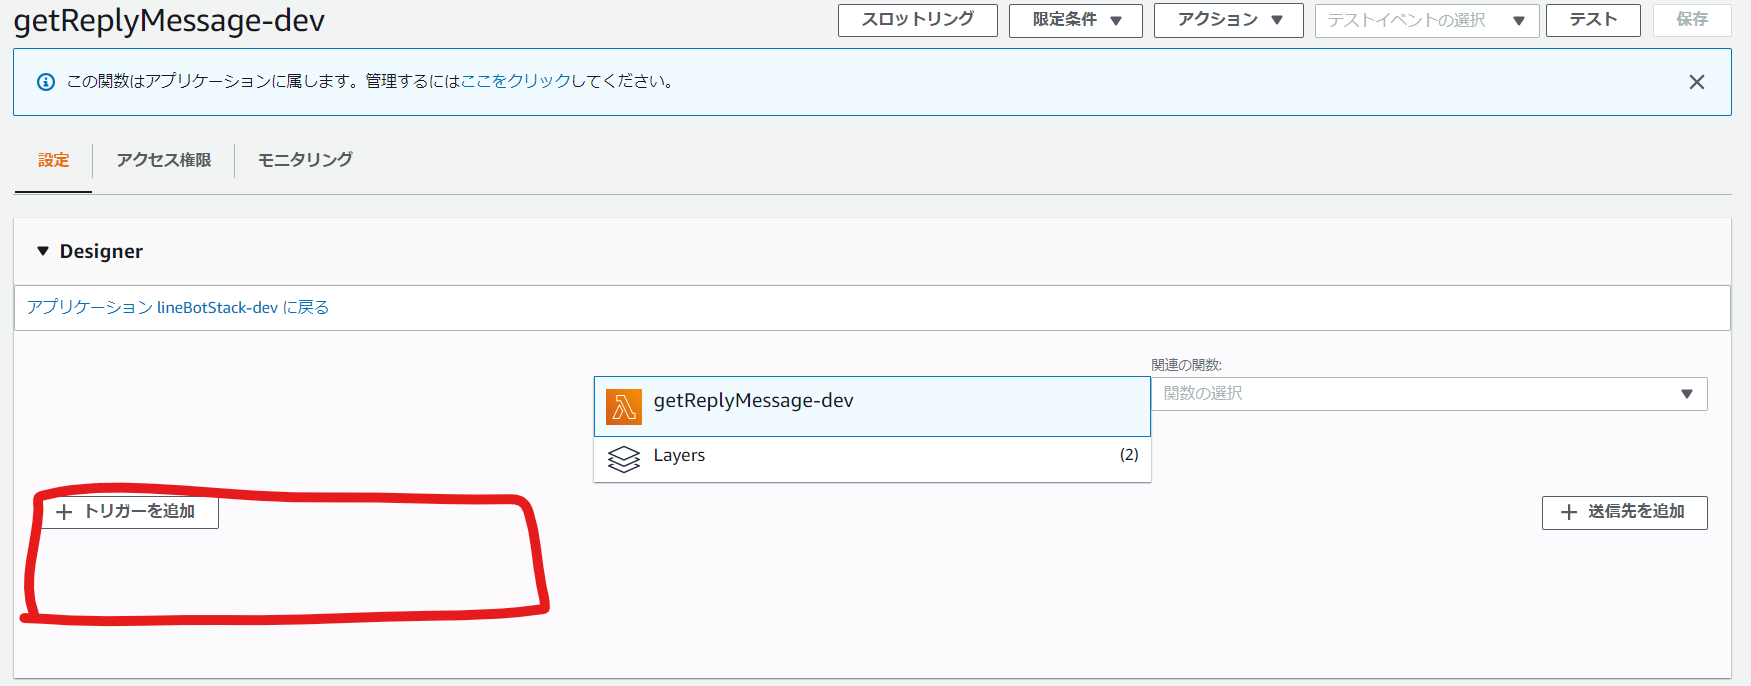 getReplyMessage-dev
スロットリング
限定条件
アクション
テストイベントの選択
テスト
保存
この関数はアプリケーションに属します。管理するにはここをクリックしてください。
設定
アクセス権限
モニタリング
Designer
アプリケーション lineBotStack-dev に戻る
関連の関数:
getReplyMessage-dev
関数の選択
Layers
(2)
トリガーを追加
送信先を追加